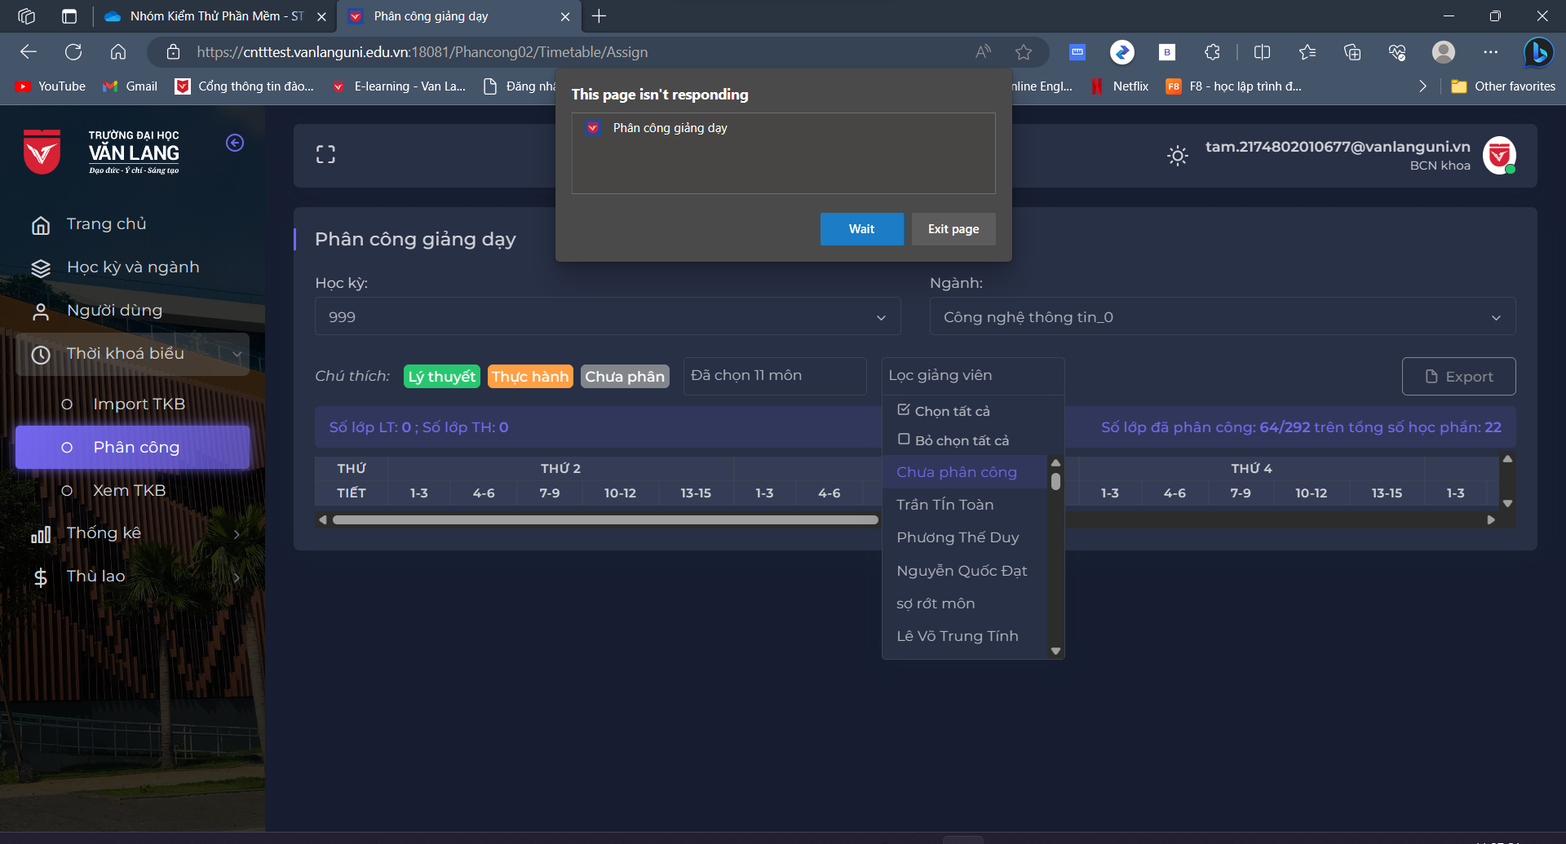 Nhóm Kiểm Thử Phần Mềm - ST
Phân công giảng dạy
https://cntttest.vanlanguni.edu.vn:18081/Phancong02/Timetable/Assign
YouTube
Gmail
Cổng thông tin đào...
E-learning - Van La...
Đăng nhậ
nline Engl...
Netflix
F8 - học lập trình đ...
Other favorites
This page isn't responding
Phân công giảng dạy
Wait
Exit page
TRƯỜNG ĐẠI HỌC
VĂN LANG
Đạo đức - Ý chí - Sáng tạo
Trang chủ
Học kỳ và ngành
Người dùng
Thời khoá biểu
Import TKB
Phân công
Xem TKB
Thống kê
Thù lao
tam.2174802010677@vanlanguni.vn
BCN khoa
Phân công giảng dạy
Học kỳ:
999
Ngành:
Công nghệ thông tin_0
Chú thích: Lý thuyết Thực hành Chưa phân
Đã chọn 11 môn
Lọc giảng viên
Export
Chọn tất cả
Bỏ chọn tất cả
Chưa phân công
Trần Tín Toàn
Phương Thế Duy
Nguyễn Quốc Đạt
sợ rớt môn
Lê Võ Trung Tính
Số lớp LT: 0 ; Số lớp TH: 0
Số lớp đã phân công: 64/292 trên tổng số học phần: 22
THỨ THỨ 2 THỨ 4
TIẾT 1-3 4-6 7-9 10-12 13-15 1-3 4-6 1-3 4-6 7-9 10-12 13-15 1-3